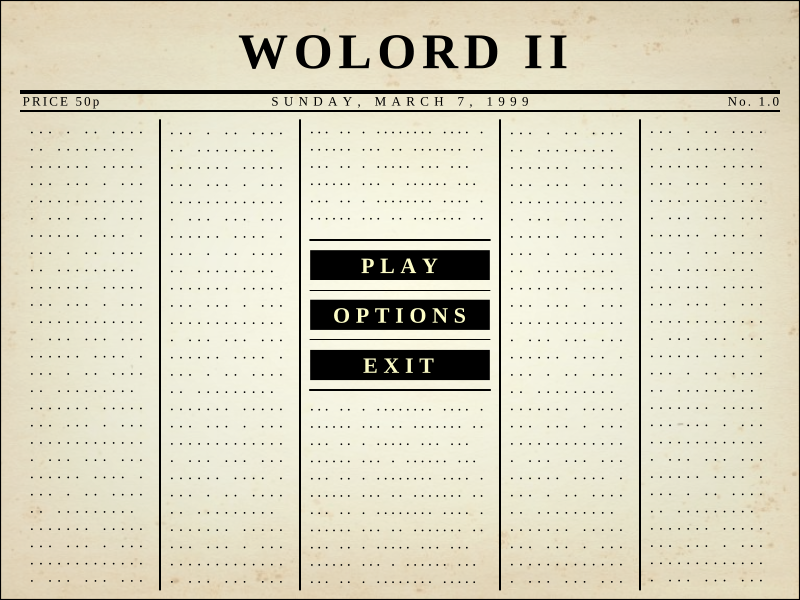 WOLORD II
PRICE 50p SUNDAY, MARCH 7, 1999 No. 1.0
PLAY
OPTIONS
EXIT